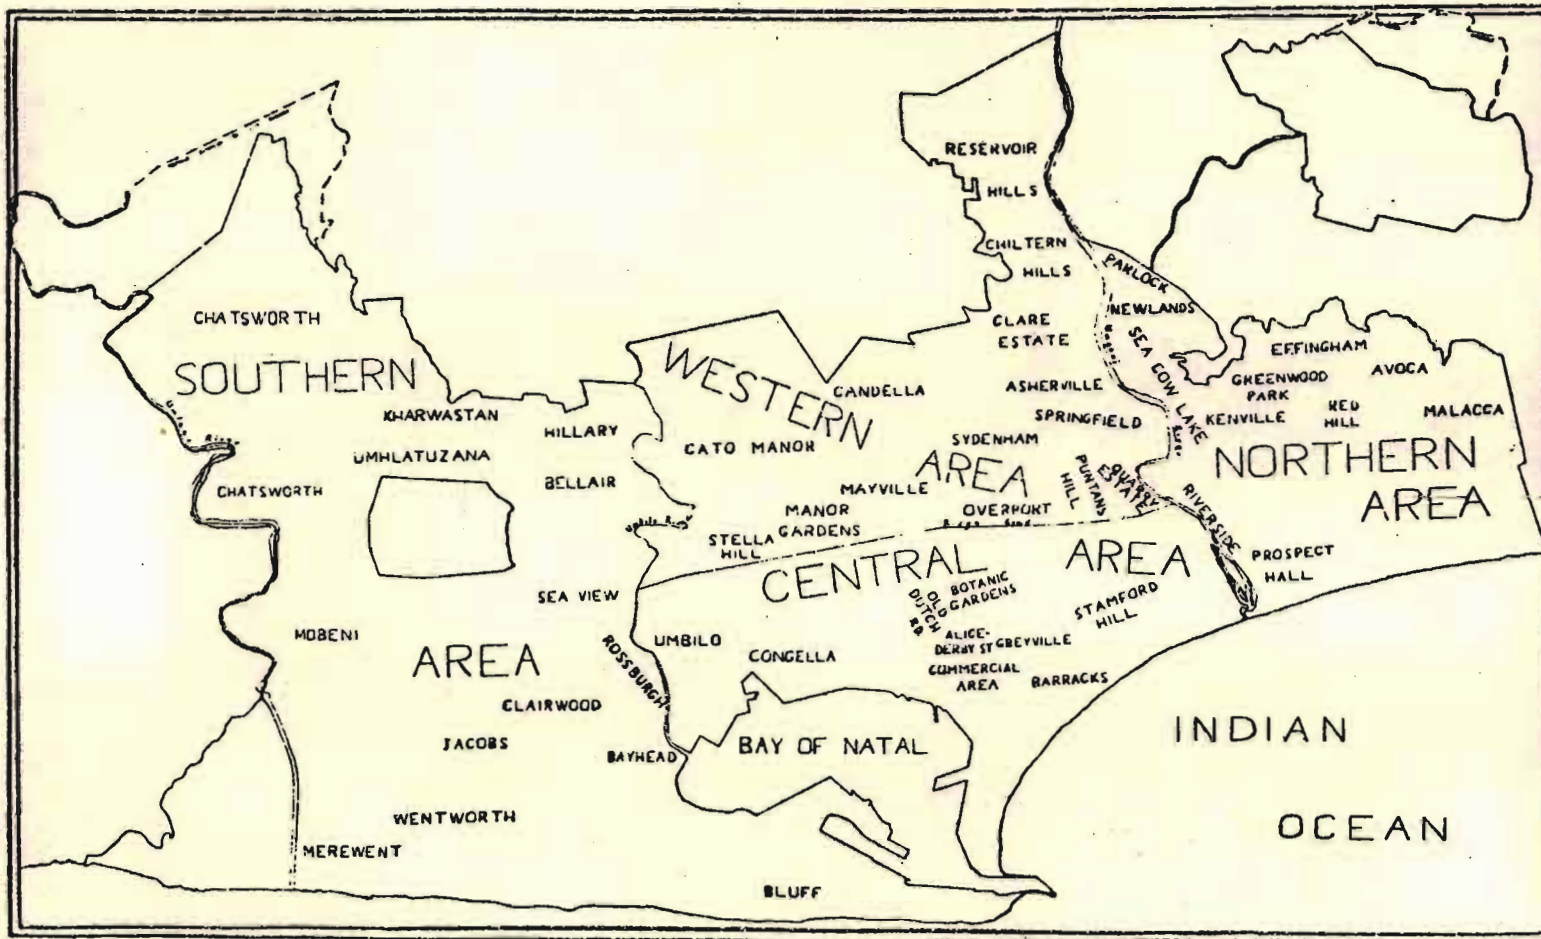 RESERVOIR
HILLS
CHILTERN
HILLS
PARLOCK
NEWLANDS
CLARE
ESTATE
SEA COW LAKE
EFFINGHAM
AVOCA
GREENWOOD
PARK
KENVILLE
RED
HILL
MALACCA
NORTHERN
AREA
ASHERVILLE
SPRINGFIELD
SYDENHAM
CANDELLA
WESTERN
AREA
CATO MANOR
MAYVILLE
MANOR
GARDENS
STELLA
HILL
OVERPORT
PUNTANS
HILL
QUARRY
ESTATE
RIVERSIDE
PROSPECT
HALL
CHATSWORTH
SOUTHERN
KHARWASTAN
HILLARY
River
UMHLATUZANA
BELLAIR
CHATSWORTH
SEA VIEW
MOBENI
AREA
ROSSBURGH
CLAIRWOOD
JACOBS
BAYHEAD
WENTWORTH
MEREWENT
BLUFF
CENTRAL AREA
BOTANIC
GARDENS
OLD
DUTCH
RD.
STAMFORD
HILL
ALICE-
DERBY ST
GREYVILLE
COMMERCIAL
AREA
BARRACKS
UMBILO
CONGELLA
BAY OF NATAL
INDIAN
OCEAN